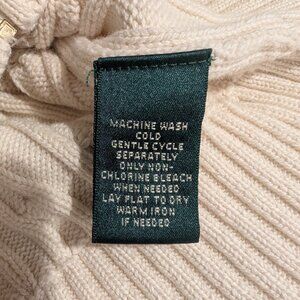 MACHINE WASH
COLD
GENTLE CYCLE
SEPARATELY
ONLY NON-
CHLORINE BLEACH
WHEN NEEDED
LAY FLAT TO DRY
WARM IRON
IF NEEDED